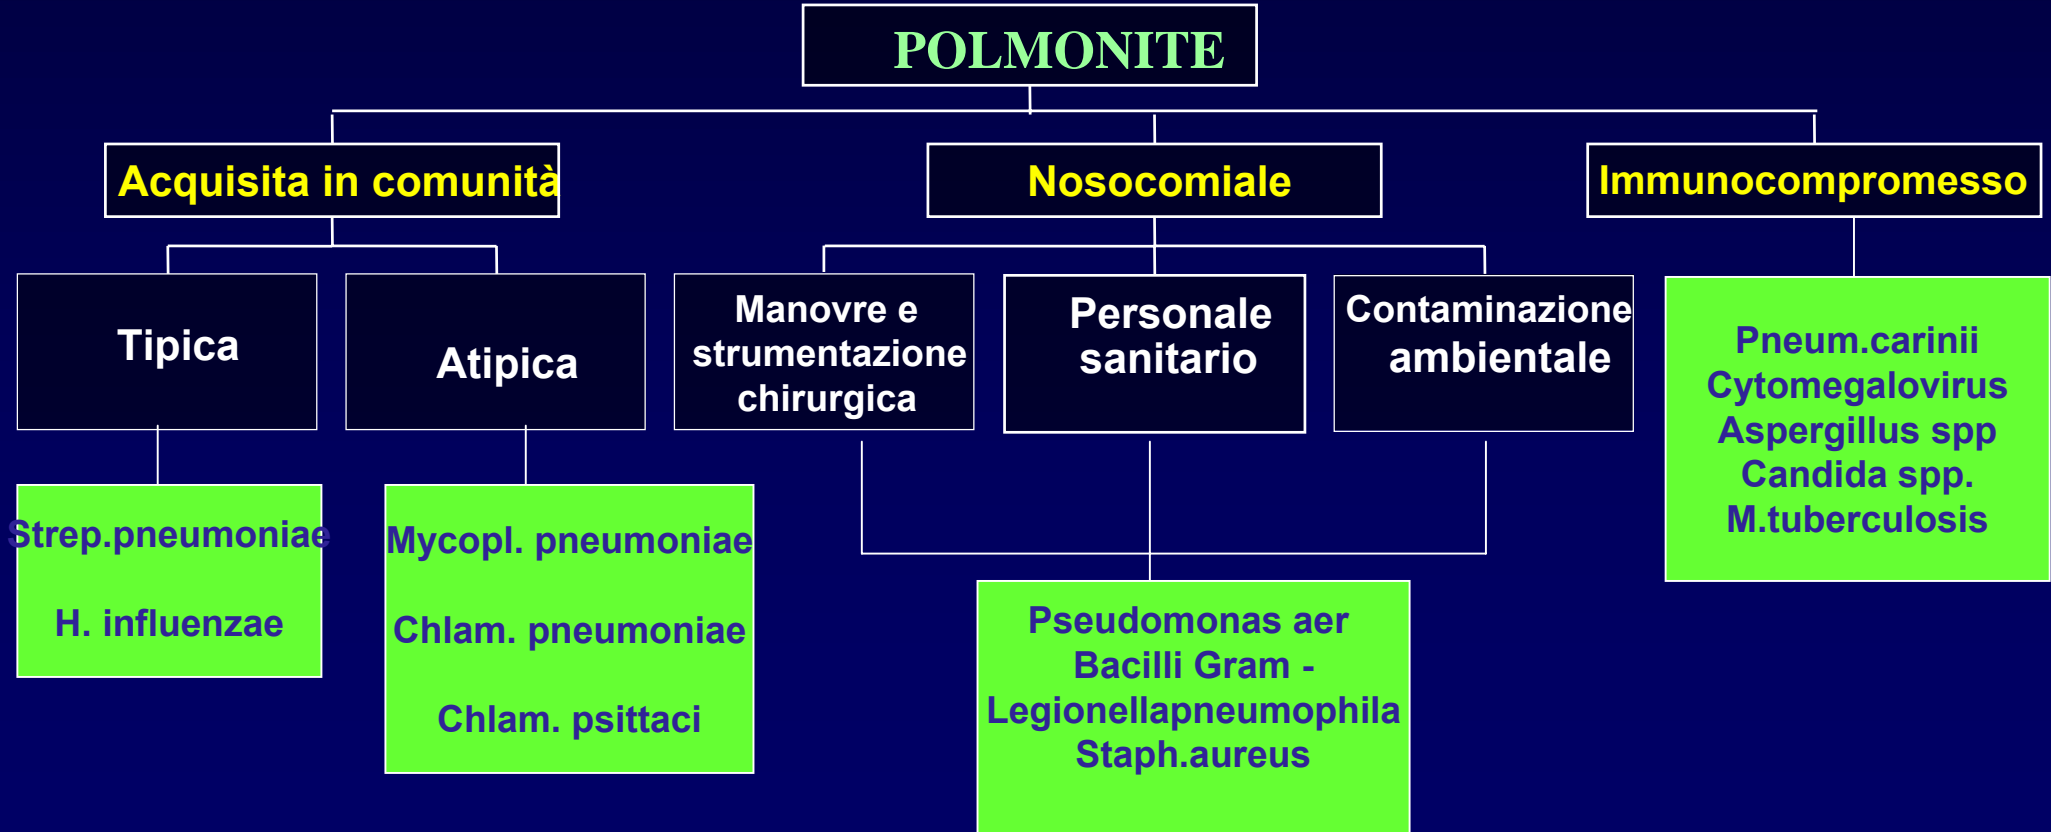 POLMONITE
Acquisita in comunità
Nosocomiale
Immunocompromesso
Tipica
Atipica
Manovre e
strumentazione
chirurgica
Personale
sanitario
Contaminazione
ambientale
Strep.pneumoniae
H. influenzae
Mycopl. pneumoniae
Chlam. pneumoniae
Chlam. psittaci
Pseudomonas aer
Bacilli Gram -
Legionellapneumophila
Staph.aureus
Pneum.carinii
Cytomegalovirus
Aspergillus spp
Candida spp.
M.tuberculosis